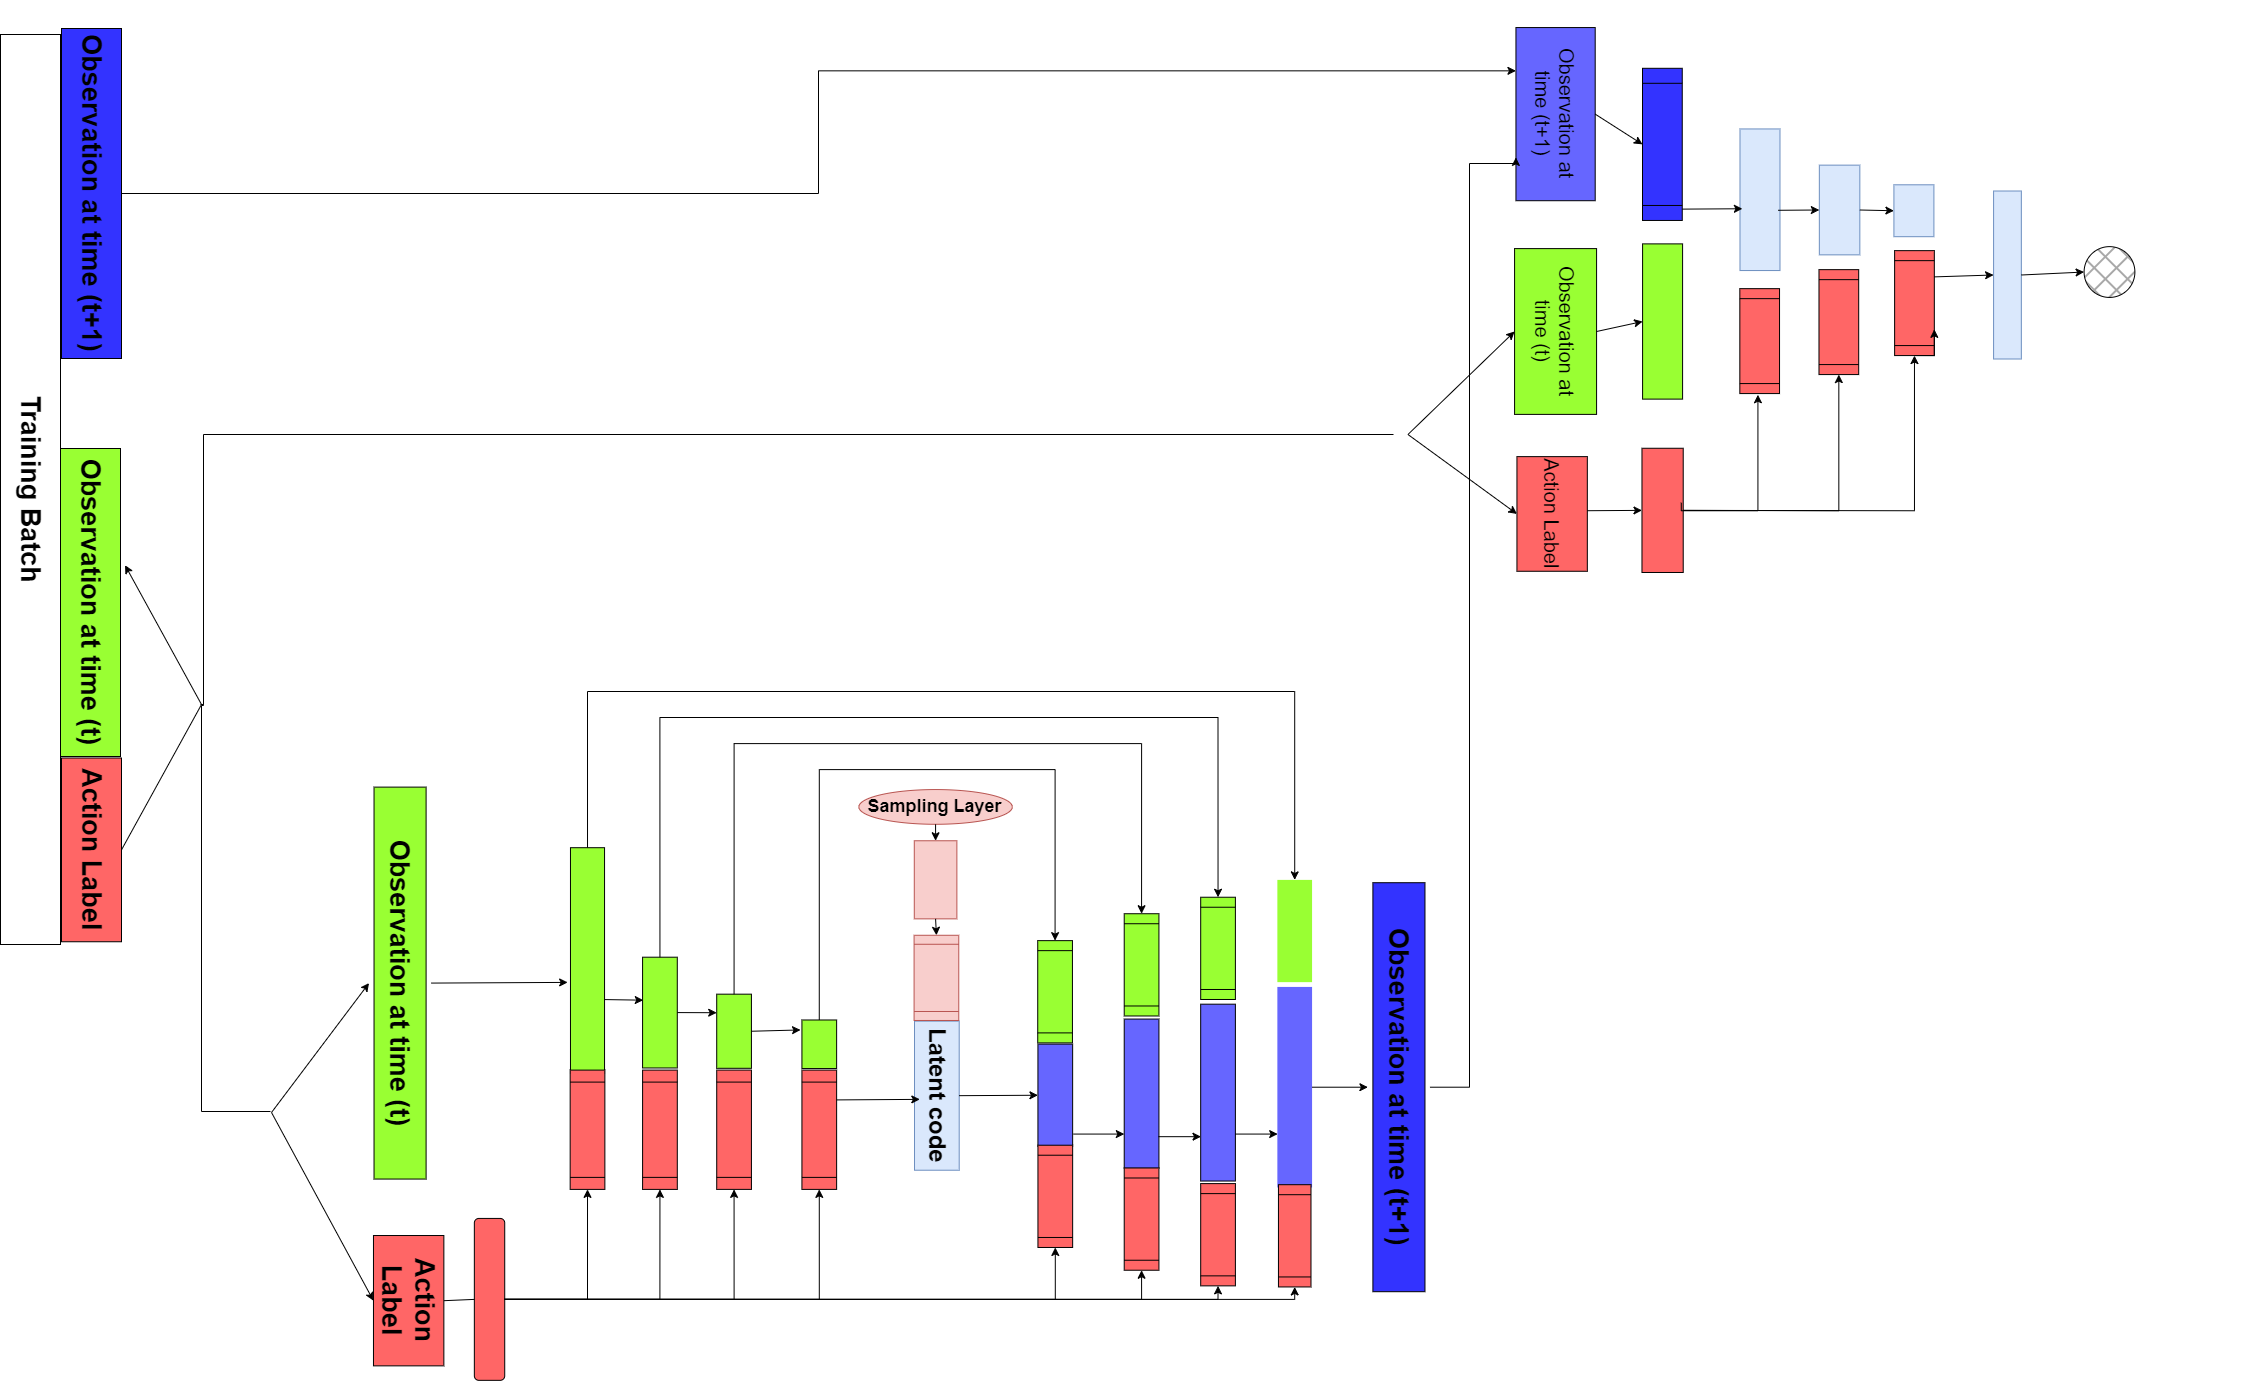 Training Batch
Observation at time (t+1)
Observation at time (t)
Action Label
Observation at time (t)
Action
Label
Sampling Layer
Latent code
Observation at time (t+1)
Observation at
time (t+1)
Observation at
time (t)
Action Label